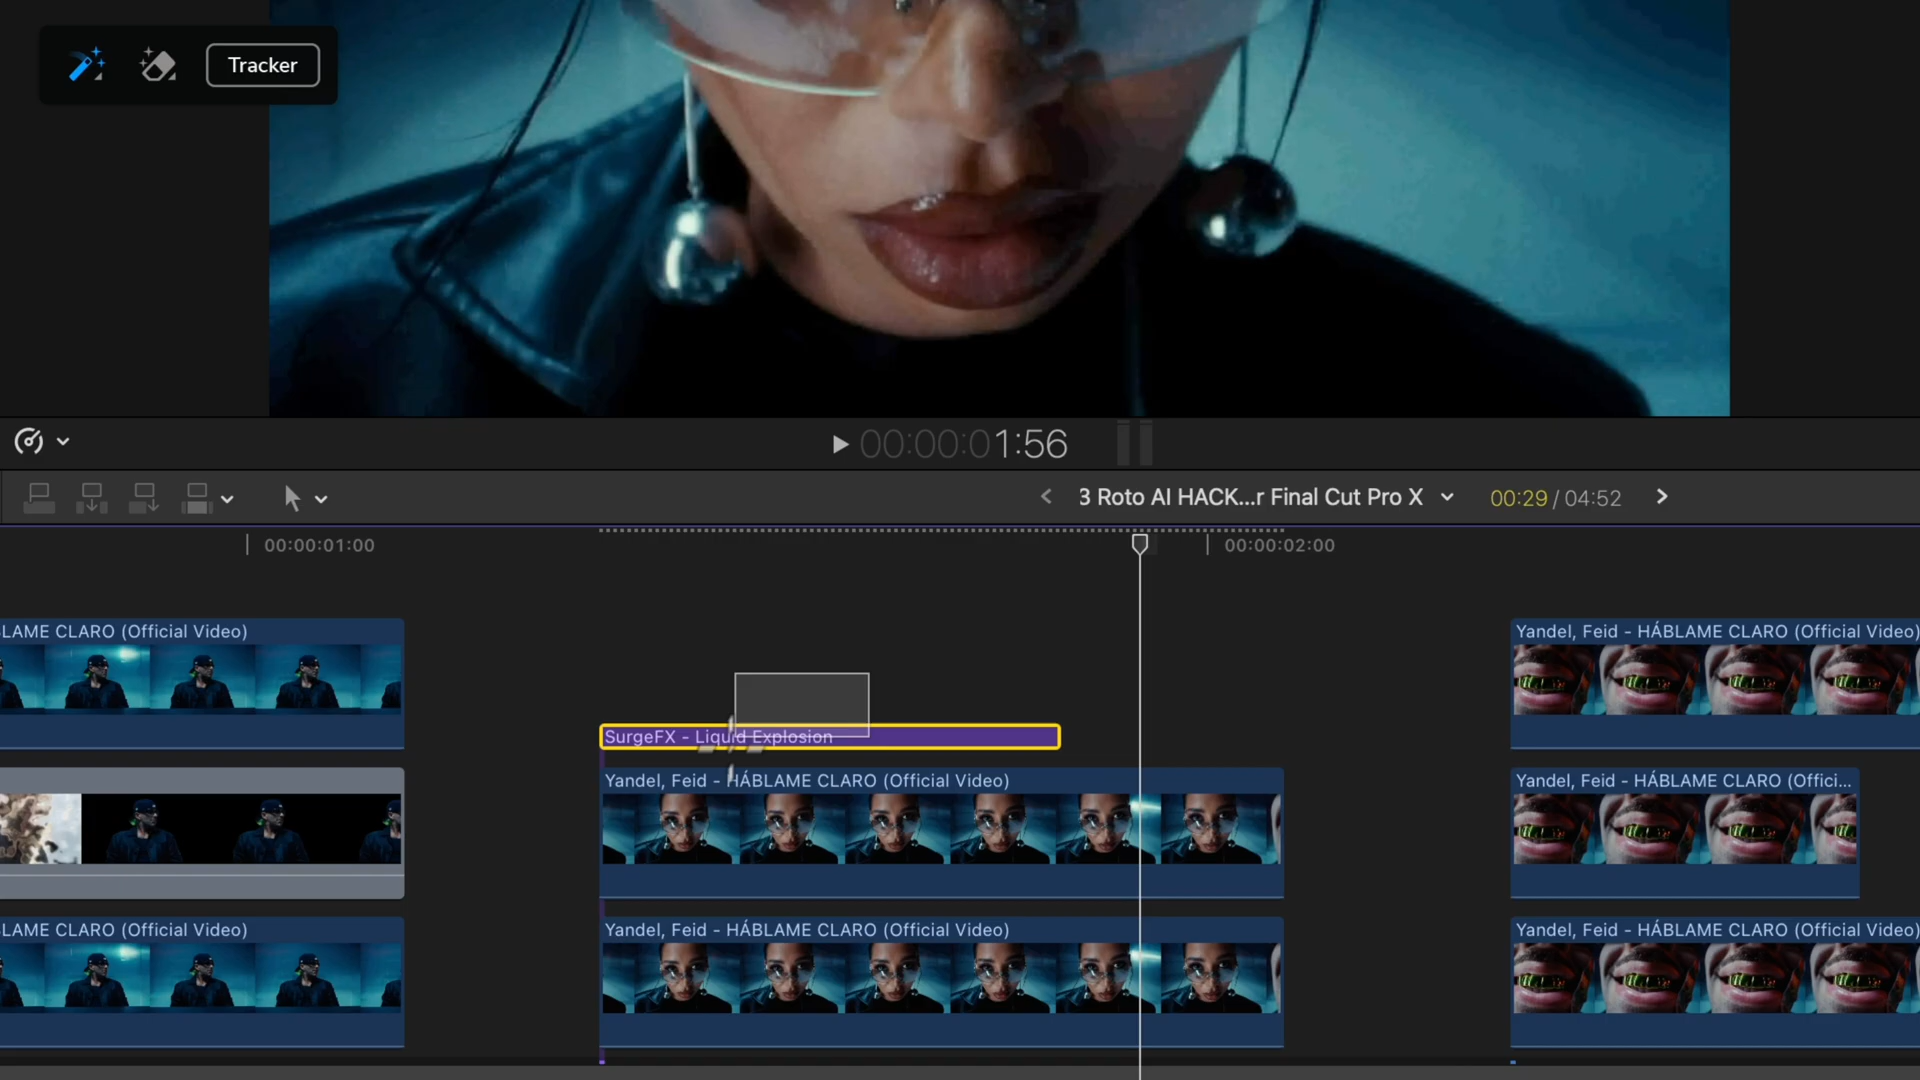 Tracker
00:00:01:56
3 Roto AI HACK...r Final Cut Pro X
00:29 / 04:52
00:00:01:00
00:00:02:00
LAME CLARO (Official Video)
Yandel, Feid - HÁBLAME CLARO (Official Video)
SurgeFX - Liquid Explosion
Yandel, Feid - HÁBLAME CLARO (Official Video)
Yandel, Feid - HÁBLAME CLARO (Offici...
LAME CLARO (Official Video)
Yandel, Feid - HÁBLAME CLARO (Official Video)
Yandel, Feid - HÁBLAME CLARO (Official Video)